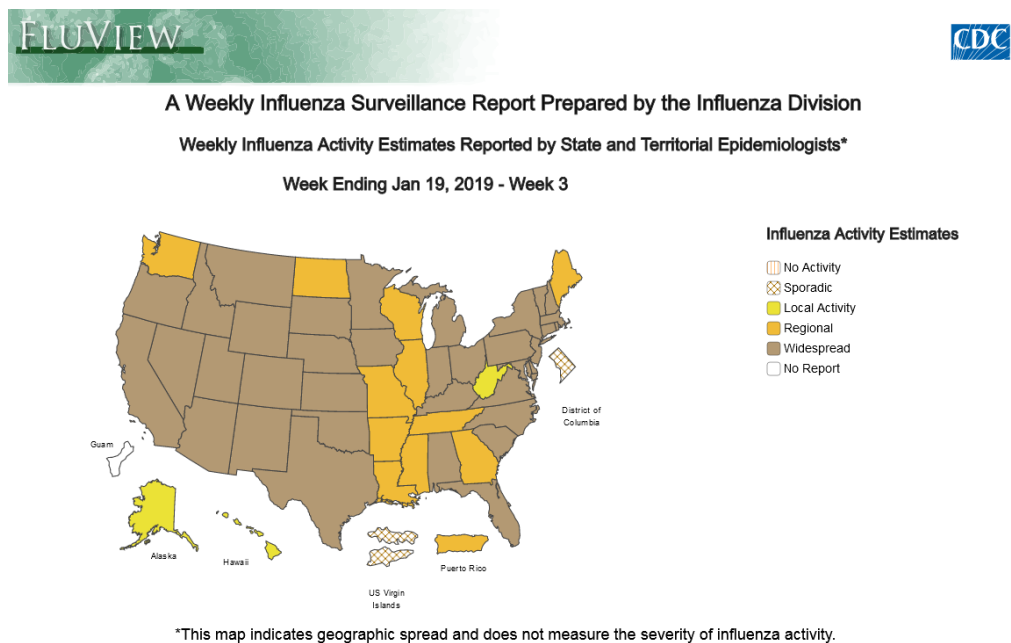 FLUVIEW
CDC
A Weekly Influenza Surveillance Report Prepared by the Influenza Division
Weekly Influenza Activity Estimates Reported by State and Territorial Epidemiologists*
Week Ending Jan 19, 2019 - Week 3
Influenza Activity Estimates
No Activity
Sporadic
Local Activity
Regional
Widespread
No Report
District of
Columbia
Guam
Alaska
Hawaii
Puerto Rico
US Virgin
Islands
*This map indicates geographic spread and does not measure the severity of influenza activity.